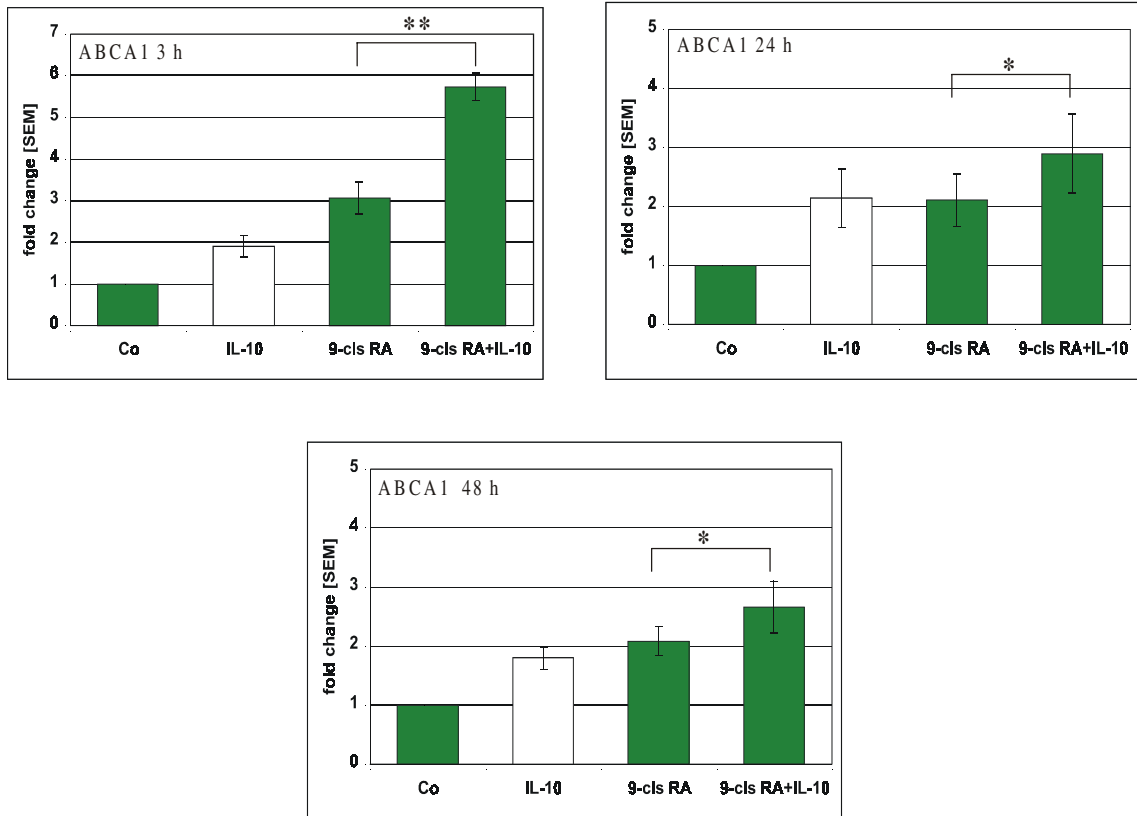 ABCA1 3 h
**
fold change [SEM]
7
6
5
4
3
2
1
0
Co IL-10 9-cis RA 9-cis RA+IL-10
ABCA1 24 h
*
fold change [SEM]
5
4
3
2
1
0
Co IL-10 9-cis RA 9-cis RA+IL-10
ABCA1 48 h
*
fold change [SEM]
5
4
3
2
1
0
Co IL-10 9-cis RA 9-cis RA+IL-10